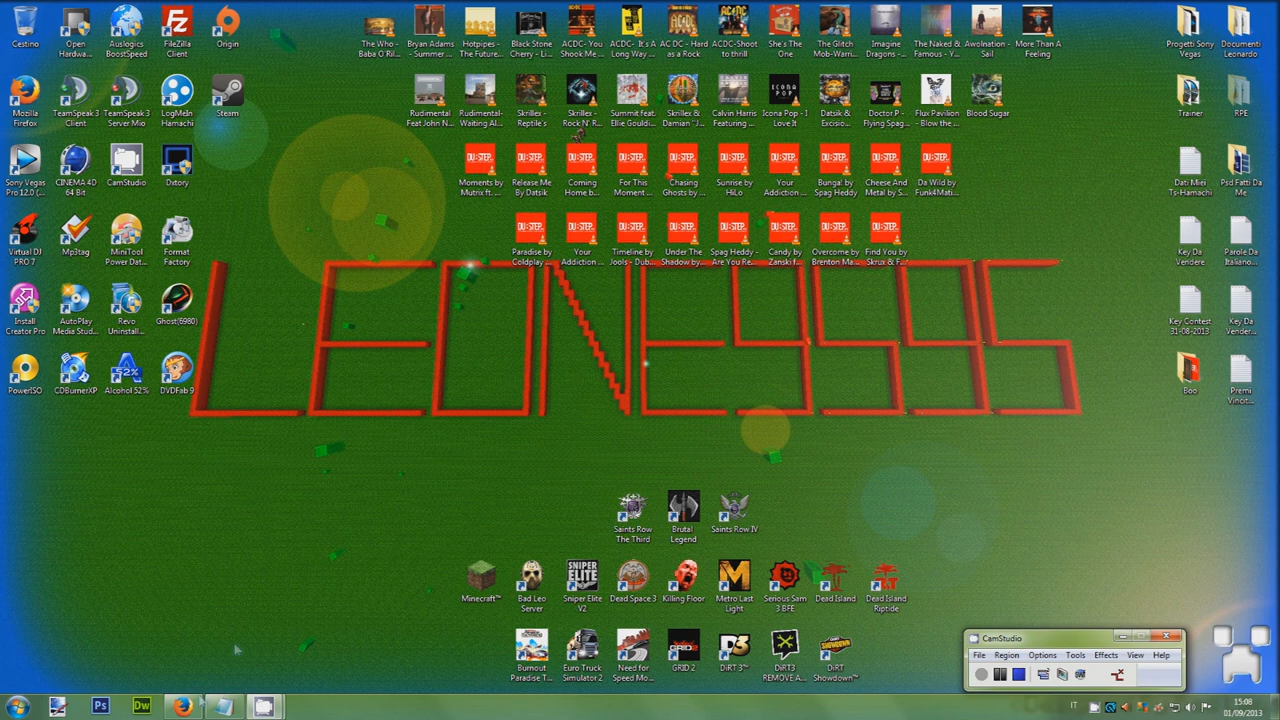 Cestino
Open
Hardwa...
Auslogics
BoostSpeed
FileZilla
Client
Origin
The Who -
Baba O'Ril...
Bryan Adams
- Summer ...
Hotpipes -
The Future...
Black Stone
Cherry - Li...
ACDC- You
Shook Me ...
ACDC- It's A
Long Way ...
AC DC - Hard
as a Rock
ACDC-Shoot
to thrill
She's The
One
The Glitch
Mob-Warri...
Imagine
Dragons - ...
The Naked &
Famous - Y...
Awolnation -
Sail
More Than A
Feeling
Progetti Sony
Vegas
Documenti
Leonardo
Mozilla
Firefox
TeamSpeak 3
Client
TeamSpeak 3
Server Mio
LogMeIn
Hamachi
Steam
Rudimental
Feat John N...
Rudimental-
Waiting All ...
Skrillex -
Reptile's
Skrillex -
Rock N' R...
Summit feat.
Ellie Gouldi...
Skrillex &
Damian "J...
Calvin Harris
Featuring ...
ICONA
POP
Icona Pop - I
Love It
Datsik &
Excisio...
Doctor P -
Flying Spag...
Flux Pavilion
- Blow the ...
Blood Sugar
Trainer
RPE
Sony Vegas
Pro 12.0 (...
CINEMA 4D
64 Bit
CamStudio
Dxtory
Moments by
Mutrix ft. ...
Release Me
By Datsik
Coming
Home b...
For This
Moment ...
Chasing
Ghosts by ...
Sunrise by
HiLo
Your
Addiction ...
Bunga! by
Spag Heddy
Cheese And
Metal by S...
Da Wild by
Funk4Mati...
Dati Miei
Ts-Hamachi
Psd Fatti Da
Me
Virtual DJ
PRO 7
Mp3tag
MiniTool
Power Dat...
Format
Factory
Paradise by
Coldplay ...
Your
Addiction ...
Timeline by
Jools - Dub...
Under The
Shadow by...
Spag Heddy
- Are You Re...
Candy by
Zanski f...
Overcome by
Brenton Ma...
Find You by
Skrux & F...
Key Da
Vendere
Parole Da
Italiano...
LEONESSS
Install
Creator Pro
AutoPlay
Media Stud...
Revo
Uninstall...
Ghost(6980)
Key Contest
31-08-2013
Key Da
Vender...
PowerISO
CDBurnerXP
52%
Alcohol 52%
DVDFab 9
Boo
Premi
Vincit...
Saints Row
The Third
Brutal
Legend
Saints Row IV
Minecraft™
Bad Leo
Server
SNIPER
ELITE
Sniper Elite
V2
Dead Space 3
Killing Floor
Metro Last
Light
Serious Sam
3 BFE
Dead Island
Dead Island
Riptide
Burnout
Paradise T...
Euro Truck
Simulator 2
Need for
Speed Mo...
GRID 2
D3
DiRT 3™
DiRT3
REMOVE A...
DiRT
Showdown™
CamStudio
File Region Options Tools Effects View Help
Ps
Dw
IT
15:08
01/09/2013